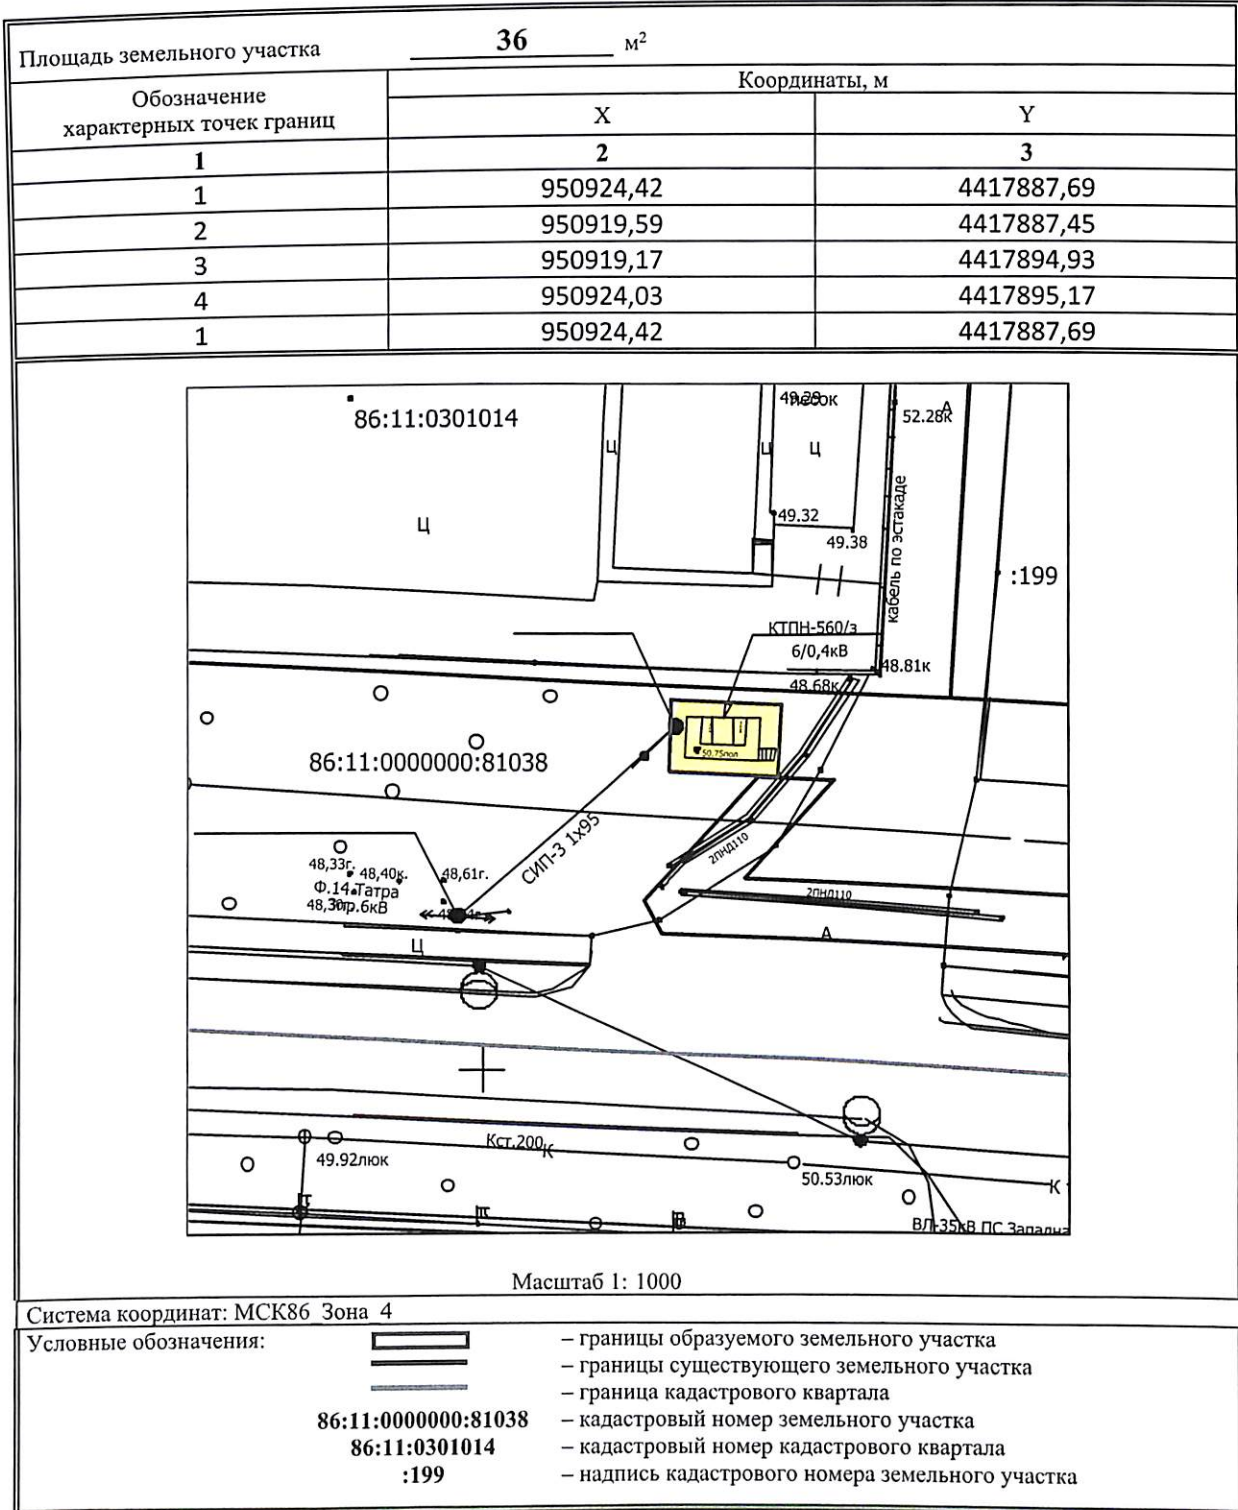 Площадь земельного участка 36 м²
Обозначение характерных точек границ Координаты, м
X Y
1 2 3
1 950924,42 4417887,69
2 950919,59 4417887,45
3 950919,17 4417894,93
4 950924,03 4417895,17
1 950924,42 4417887,69
86:11:0301014
песок
А
52.28к
Ц Ц Ц
Ц
49.32
49.38
кабель по эстакаде
:199
КТПН-560/з
6/0,4кВ
48.81к
48.68к
50.75пол
86:11:0000000:81038
СИП-3 1х95
2ПНД110
48,33г.
48,40к.
48,61г.
Ф.14 Татра
2ПНД110
А
Ц
Кст.200
К
49.92люк
50.53люк
К
ВЛ-35кВ ПС Западна
Масштаб 1: 1000
Система координат: МСК86 Зона 4
Условные обозначения: – границы образуемого земельного участка
– границы существующего земельного участка
– граница кадастрового квартала
86:11:0000000:81038 – кадастровый номер земельного участка
86:11:0301014 – кадастровый номер кадастрового квартала
:199 – надпись кадастрового номера земельного участка